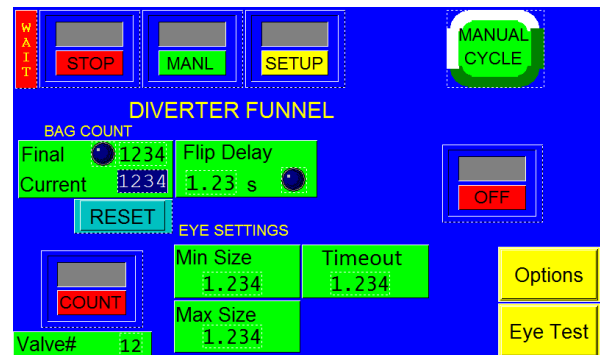 WAIT
STOP
MANL
SETUP
MANUAL
CYCLE
DIVERTER FUNNEL
BAG COUNT
Final 1234
Current 1234
Flip Delay
1.23 s
RESET
OFF
EYE SETTINGS
Min Size
1.234
Timeout
1.234
COUNT
Max Size
1.234
Options
Valve# 12
Eye Test